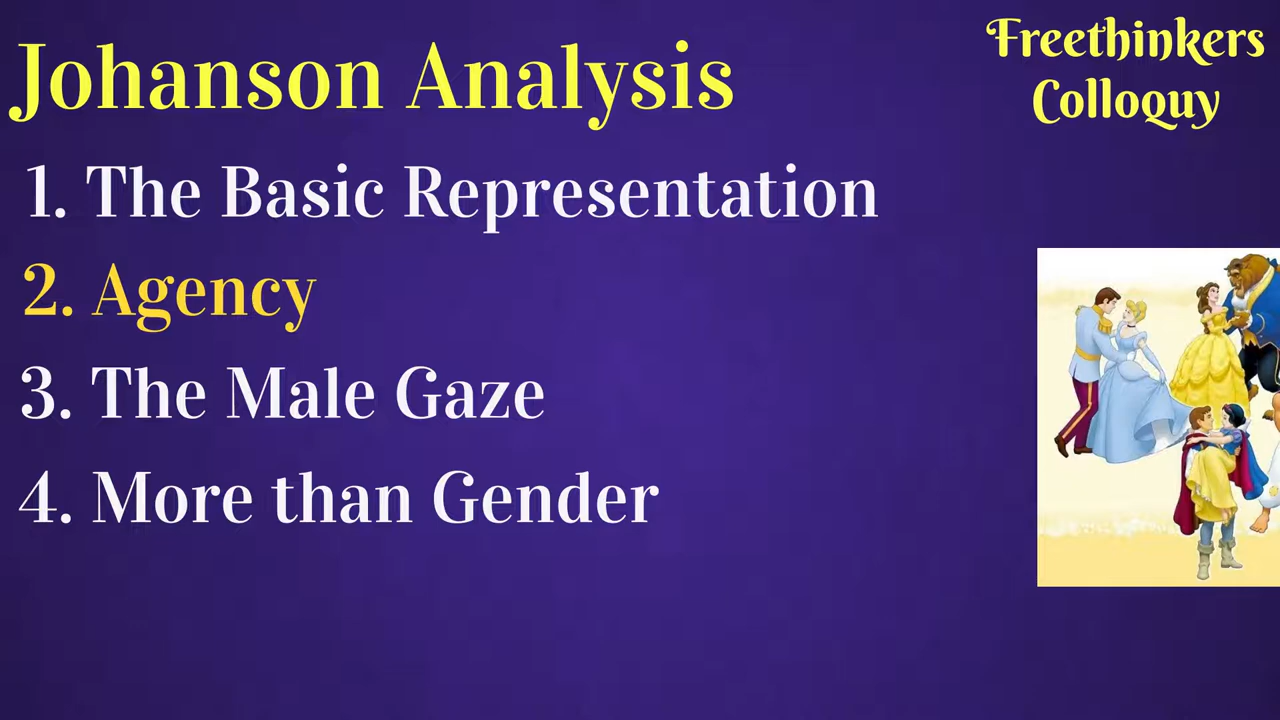 Johanson Analysis
Freethinkers
Colloquy
1. The Basic Representation
2. Agency
3. The Male Gaze
4. More than Gender